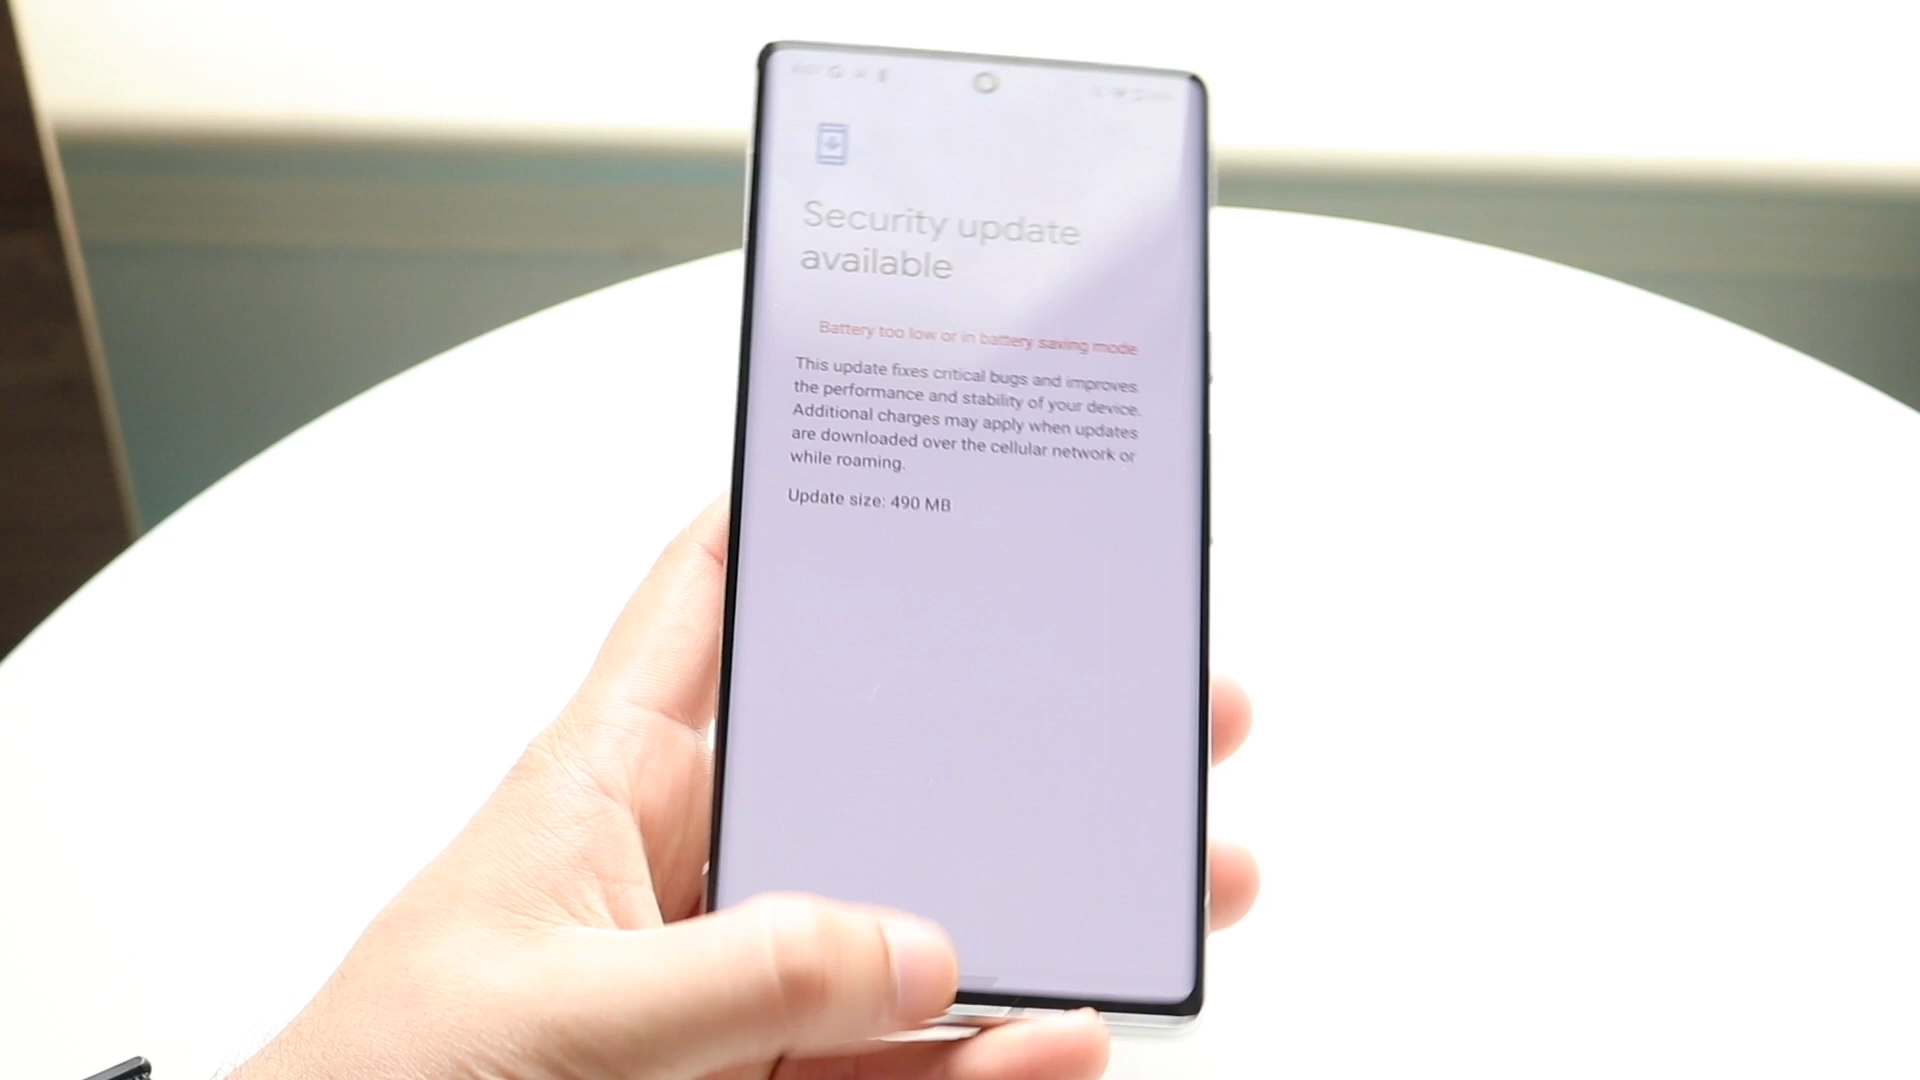 Security update
available
Battery too low or in battery saving mode
This update fixes critical bugs and improves
the performance and stability of your device.
Additional charges may apply when updates
are downloaded over the cellular network or
while roaming.
Update size: 490 MB